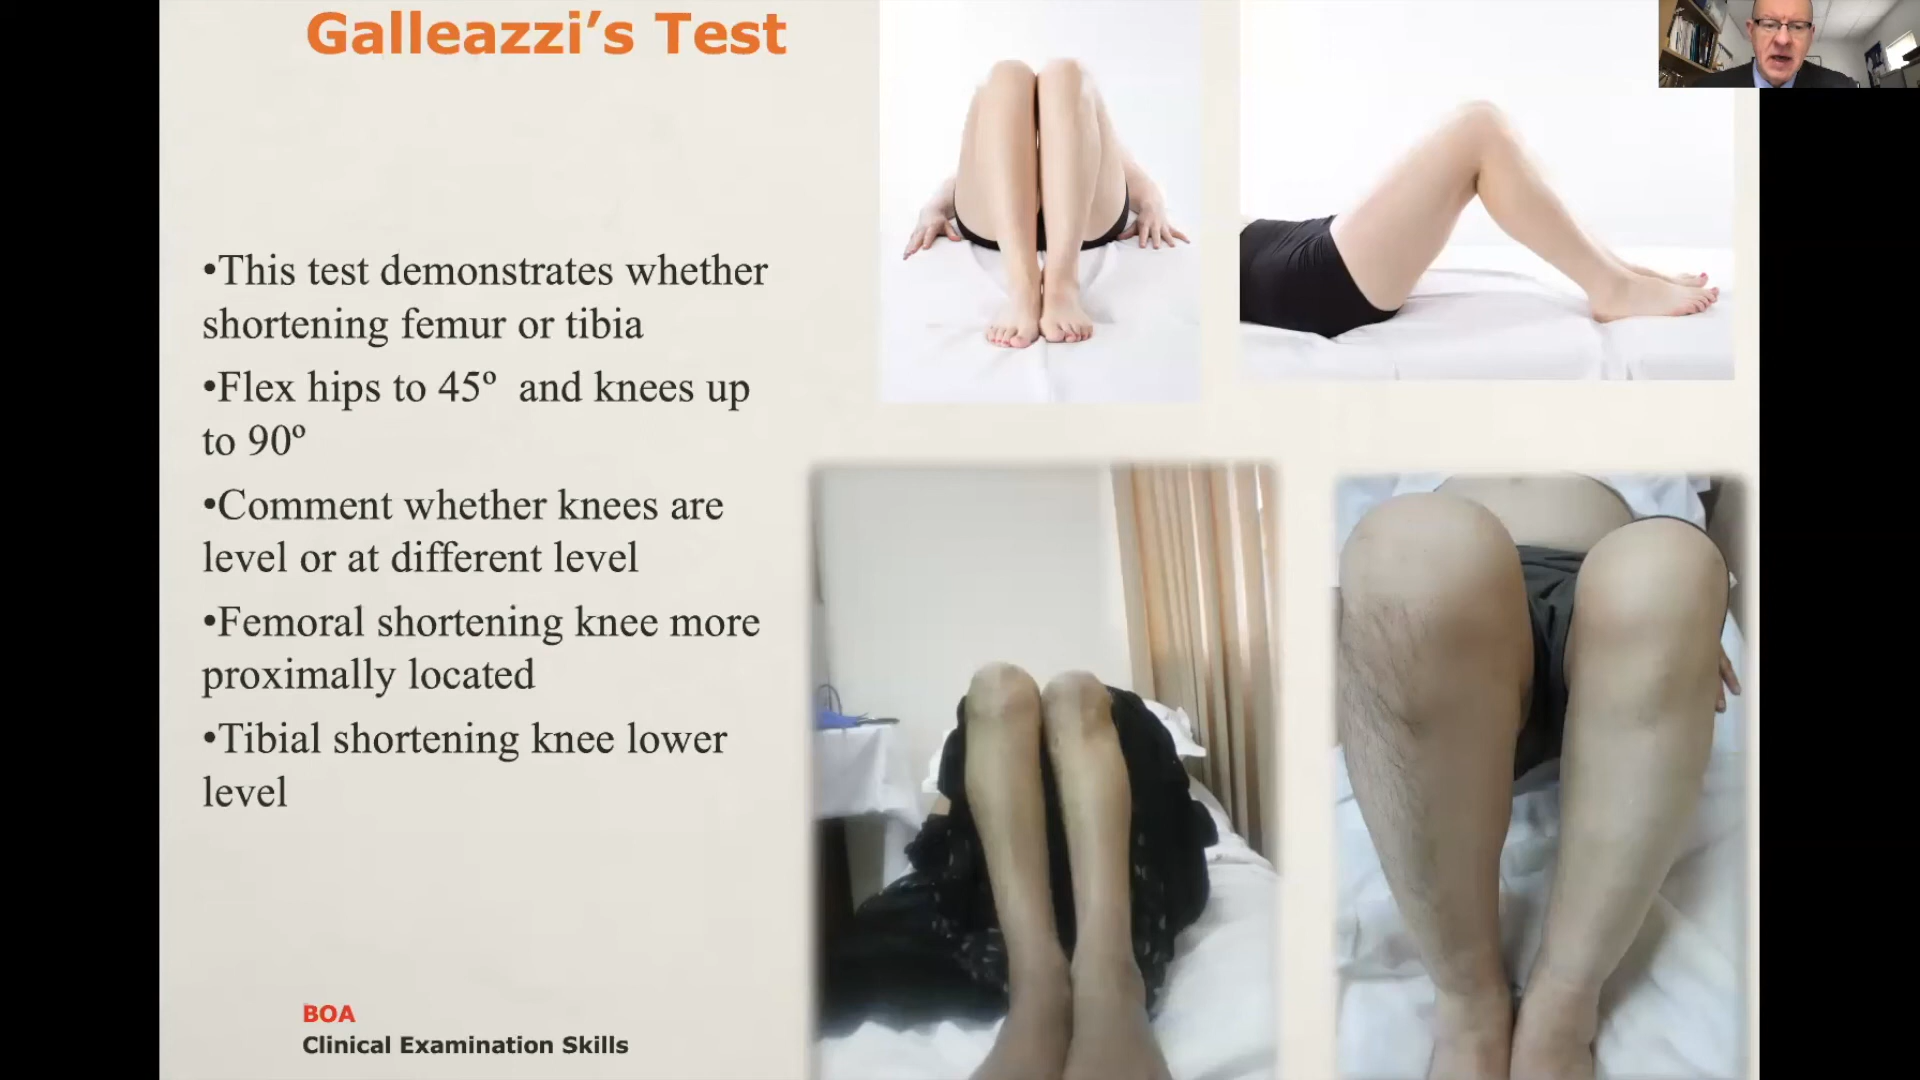 Galleazzi’s Test
•This test demonstrates whether
shortening femur or tibia
•Flex hips to 45º and knees up
to 90º
•Comment whether knees are
level or at different level
•Femoral shortening knee more
proximally located
•Tibial shortening knee lower
level
BOA
Clinical Examination Skills